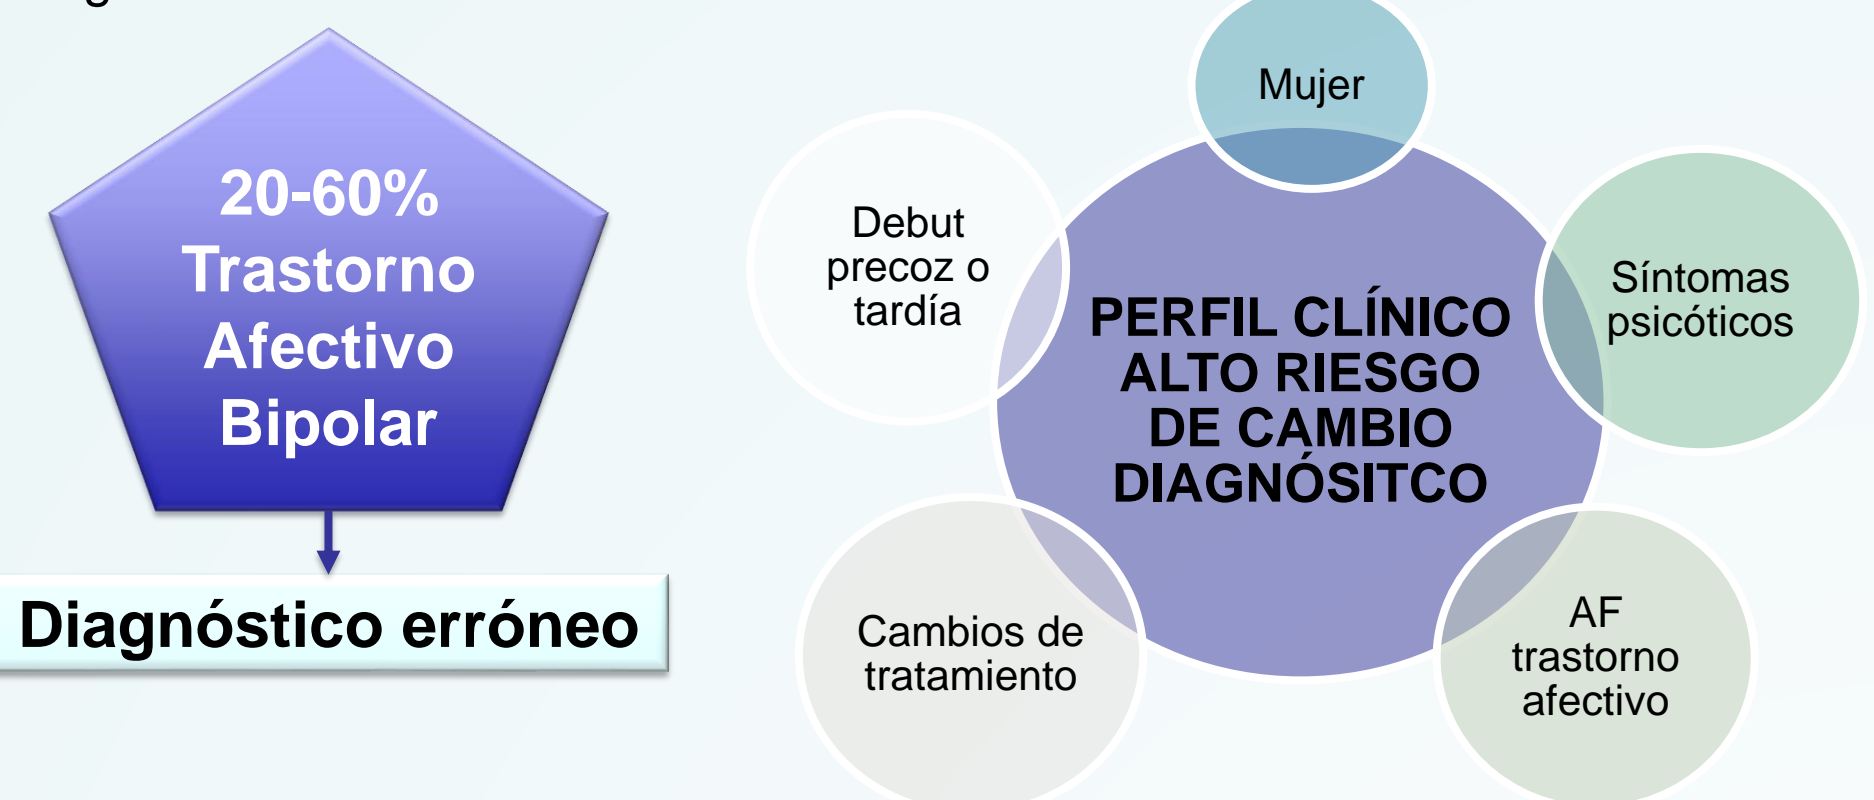 20-60%
Trastorno
Afectivo
Bipolar
Diagnóstico erróneo
Mujer
Debut
precoz o
tardía
Síntomas
psicóticos
PERFIL CLÍNICO
ALTO RIESGO
DE CAMBIO
DIAGNÓSITCO
Cambios de
tratamiento
AF
trastorno
afectivo